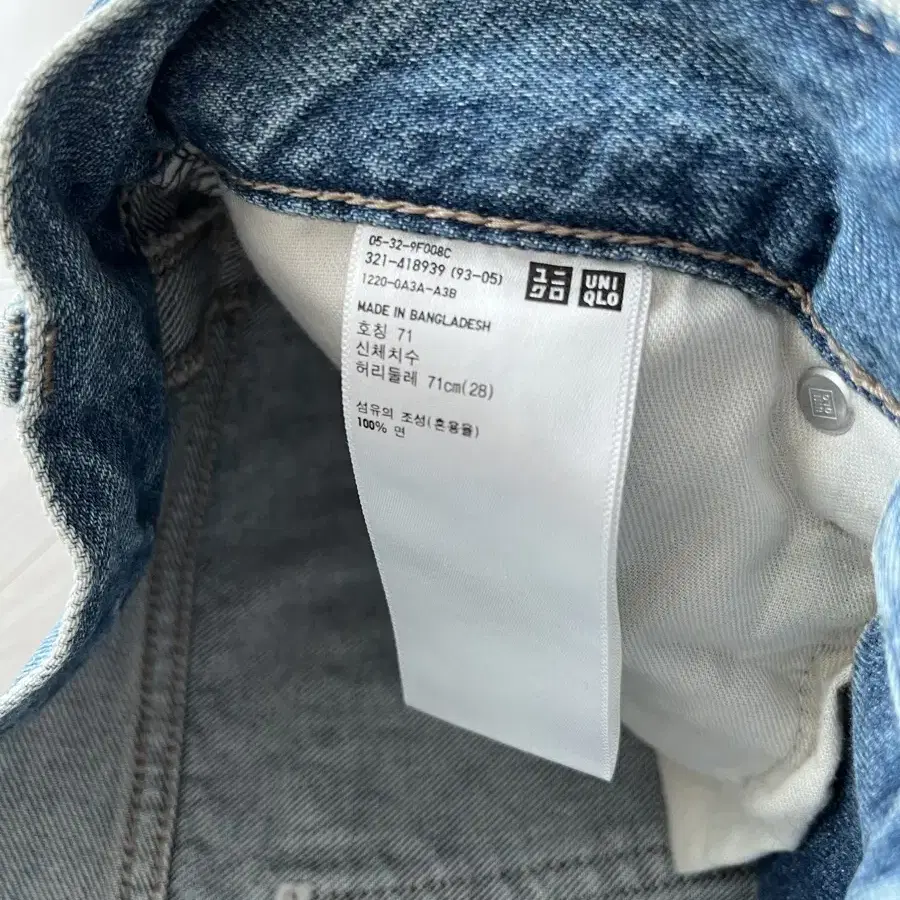 05-32-9F008C
321-418939 (93-05)
1220-0A3A-A3B
ユニ
クロ
UNI
QLO
MADE IN BANGLADESH
호칭 71
신체치수
허리둘레 71cm(28)
섬유의 조성(혼용율)
100% 면